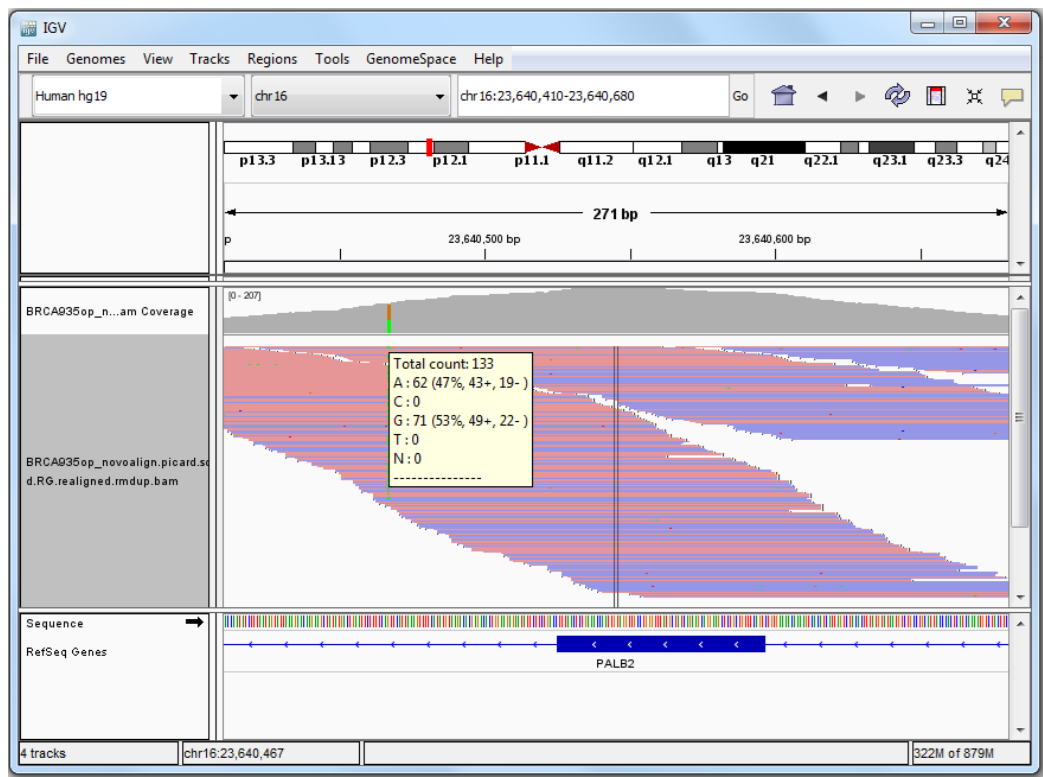 IGV
File Genomes View Tracks Regions Tools GenomeSpace Help
Human hg19 chr16 chr16:23,640,410-23,640,680 Go
p13.3 p13.13 p12.3 p12.1 p11.1 q11.2 q12.1 q13 q21 q22.1 q23.1 q23.3 q24
271 bp
p 23,640,500 bp 23,640,600 bp
[0 - 207]
BRCA935op_n...am Coverage
Total count: 133
A : 62 (47%, 43+, 19- )
C : 0
G : 71 (53%, 49+, 22- )
T : 0
N : 0
---------------
BRCA935op_novoalign.picard.so
d.RG.realigned.rmdup.bam
Sequence
RefSeq Genes
PALB2
4 tracks chr16:23,640,467 322M of 879M